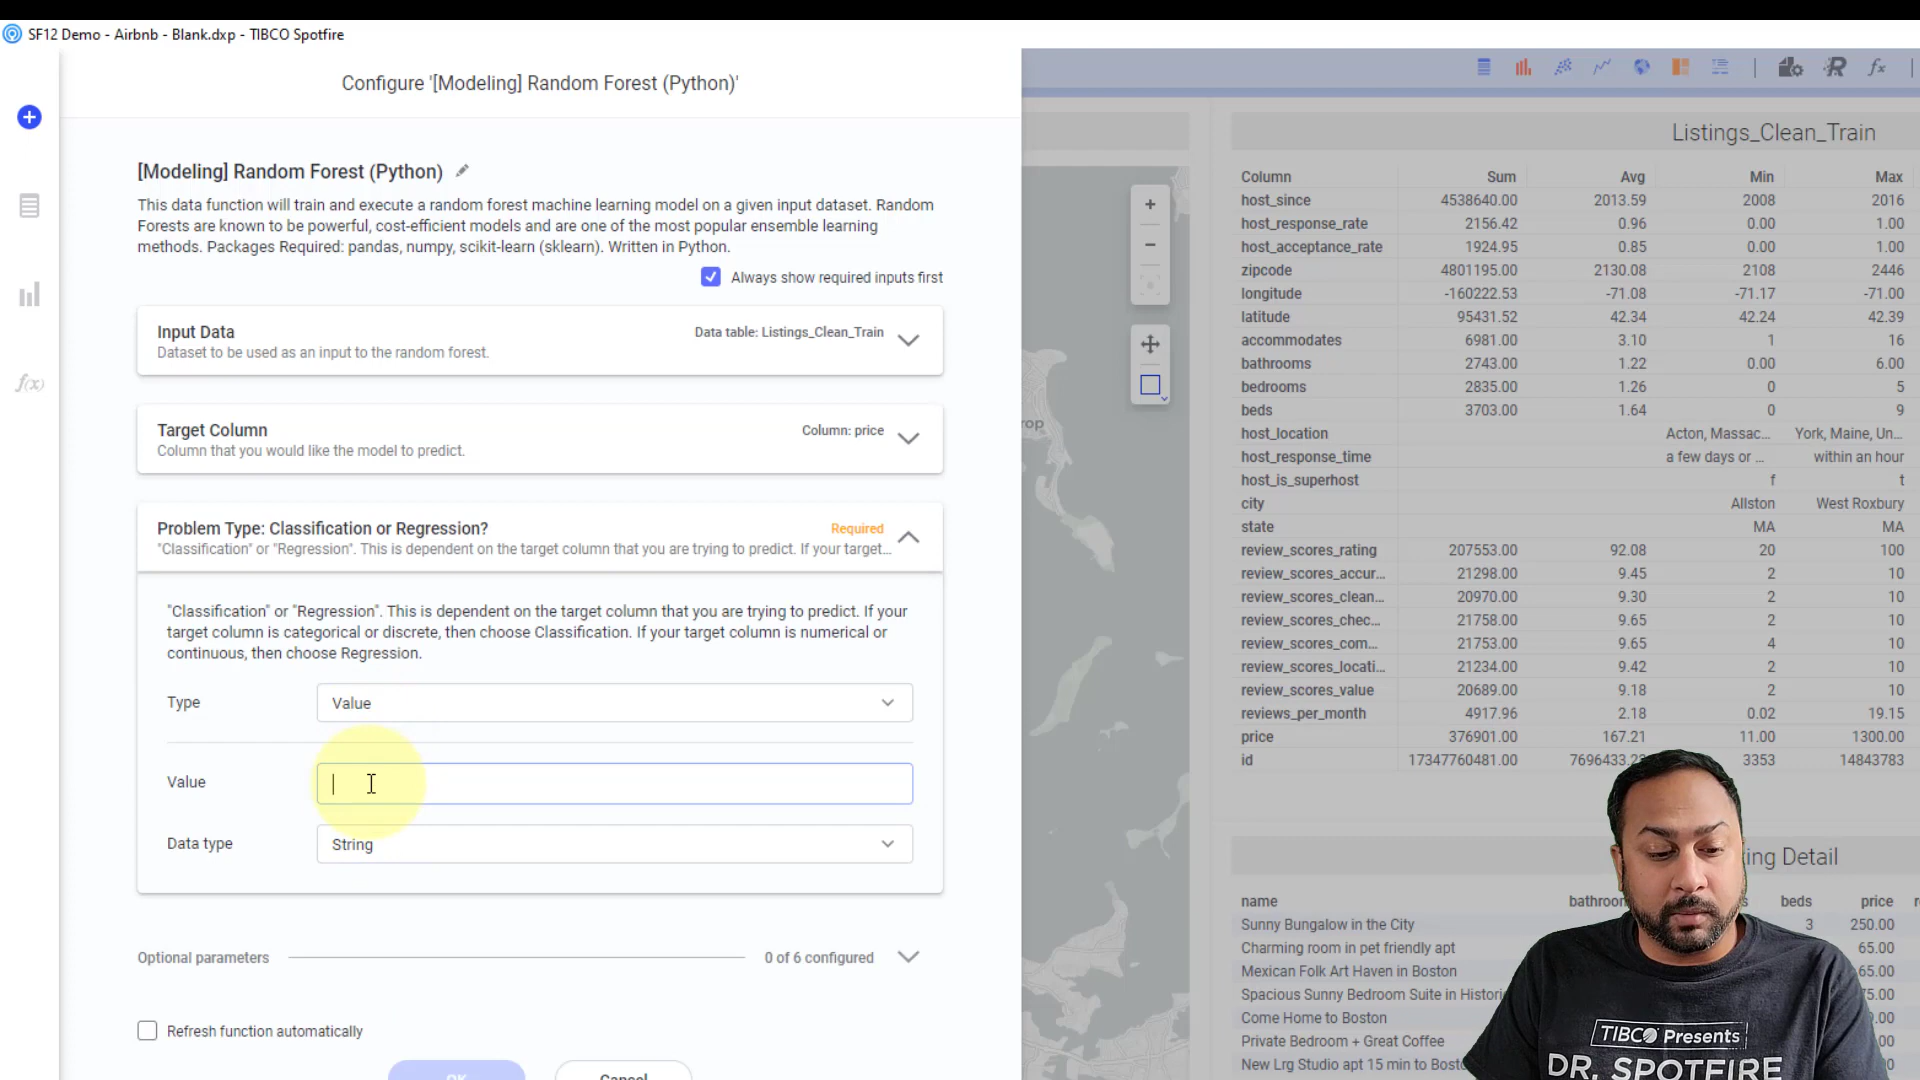 SF12 Demo - Airbnb - Blank.dxp - TIBCO Spotfire
Configure '[Modeling] Random Forest (Python)'
[Modeling] Random Forest (Python)
This data function will train and execute a random forest machine learning model on a given input dataset. Random
Forests are known to be powerful, cost-efficient models and are one of the most popular ensemble learning
methods. Packages Required: pandas, numpy, scikit-learn (sklearn). Written in Python.
Always show required inputs first
Input Data
Data table: Listings_Clean_Train
Dataset to be used as an input to the random forest.
Target Column
Column: price
Column that you would like the model to predict.
Problem Type: Classification or Regression?
Required
"Classification" or "Regression". This is dependent on the target column that you are trying to predict. If your target...
"Classification" or "Regression". This is dependent on the target column that you are trying to predict. If your
target column is categorical or discrete, then choose Classification. If your target column is numerical or
continuous, then choose Regression.
Type
Value
Value
Data type
String
Optional parameters
0 of 6 configured
Refresh function automatically
OK
Cancel
f(x)
R
fx
rop
Listings_Clean_Train
Column Sum Avg Min Max
host_since 4538640.00 2013.59 2008 2016
host_response_rate 2156.42 0.96 0.00 1.00
host_acceptance_rate 1924.95 0.85 0.00 1.00
zipcode 4801195.00 2130.08 2108 2446
longitude -160222.53 -71.08 -71.17 -71.00
latitude 95431.52 42.34 42.24 42.39
accommodates 6981.00 3.10 1 16
bathrooms 2743.00 1.22 0.00 6.00
bedrooms 2835.00 1.26 0 5
beds 3703.00 1.64 0 9
host_location Acton, Massac... York, Maine, Un...
host_response_time a few days or ... within an hour
host_is_superhost f t
city Allston West Roxbury
state MA MA
review_scores_rating 207553.00 92.08 20 100
review_scores_accur... 21298.00 9.45 2 10
review_scores_clean... 20970.00 9.30 2 10
review_scores_chec... 21758.00 9.65 2 10
review_scores_com... 21753.00 9.65 4 10
review_scores_locati... 21234.00 9.42 2 10
review_scores_value 20689.00 9.18 2 10
reviews_per_month 4917.96 2.18 0.02 19.15
price 376901.00 167.21 11.00 1300.00
id 17347760481.00 7696433.2 3353 14843783
ing Detail
name bathroo s beds price
Sunny Bungalow in the City 3 250.00
Charming room in pet friendly apt 65.00
Mexican Folk Art Haven in Boston 65.00
Spacious Sunny Bedroom Suite in Histori 75.00
Come Home to Boston .00
Private Bedroom + Great Coffee 00
New Lrg Studio apt 15 min to Bost 00
TIBCO Presents
DR. SPOTFIRE